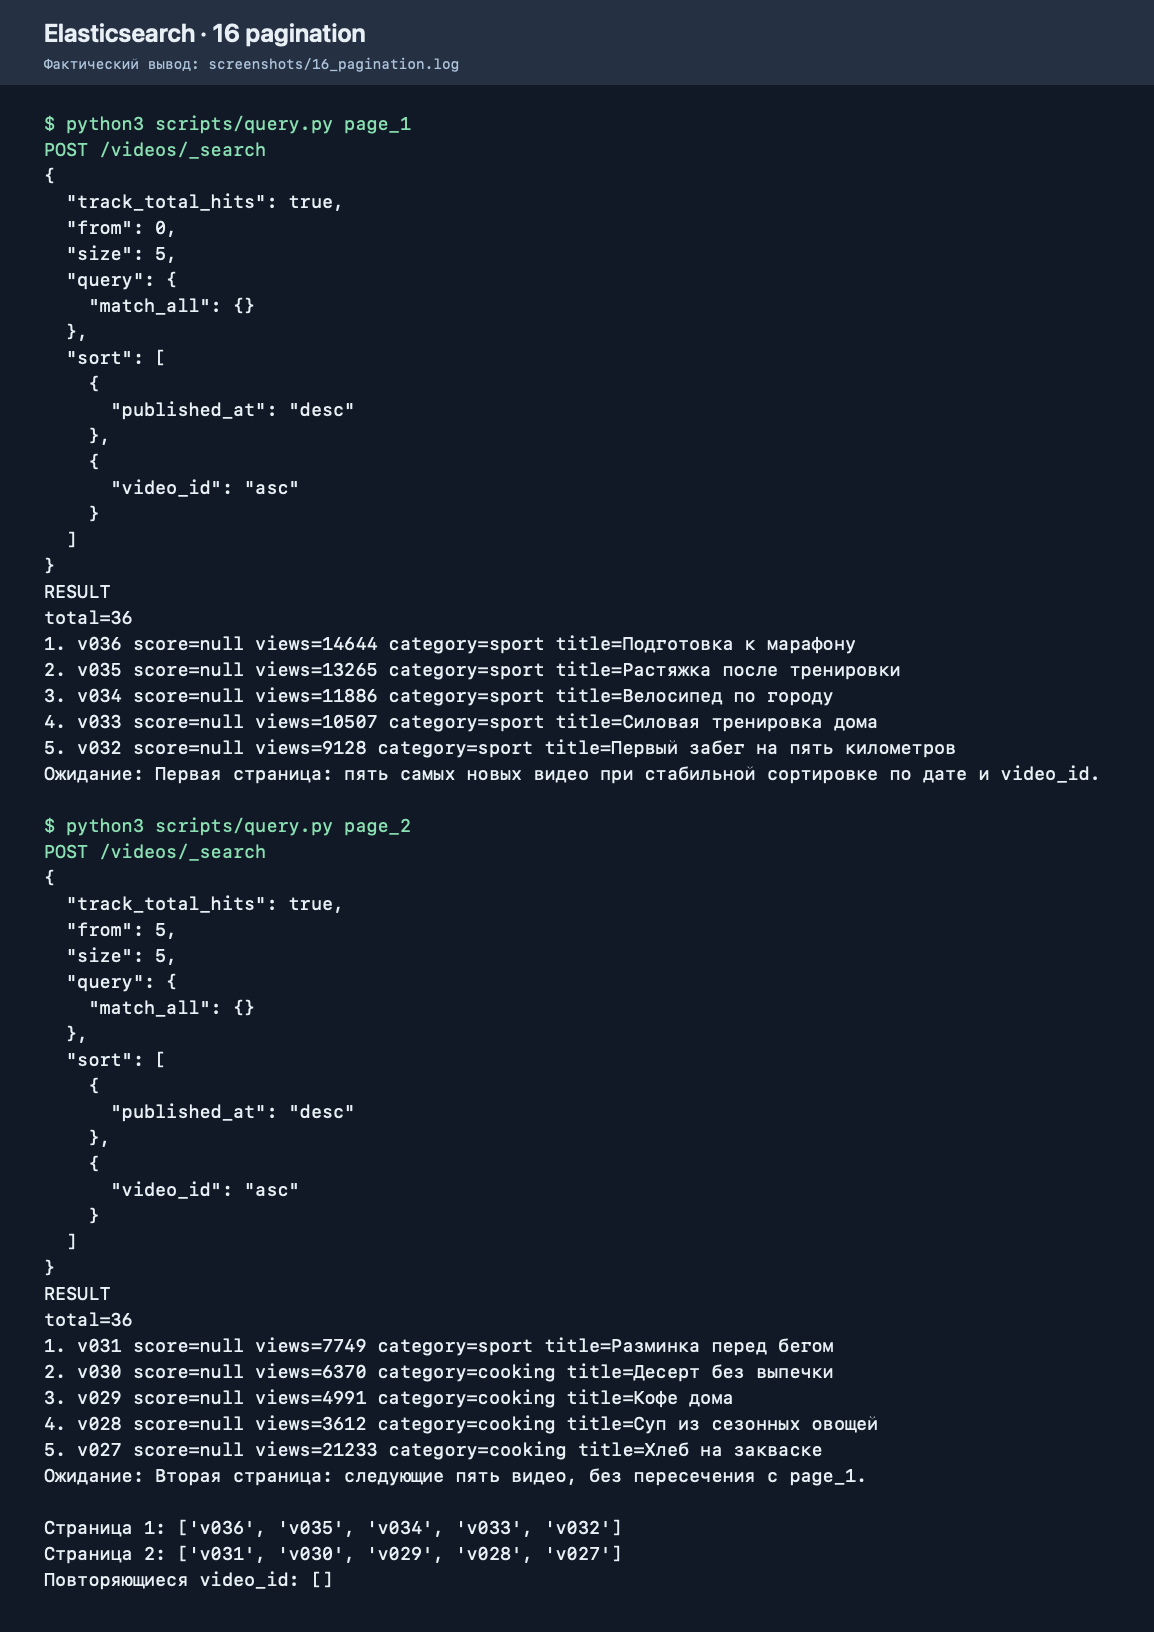 Elasticsearch · 16 pagination
Фактический вывод: screenshots/16_pagination.log
$ python3 scripts/query.py page_1
POST /videos/_search
{
  "track_total_hits": true,
  "from": 0,
  "size": 5,
  "query": {
    "match_all": {}
  },
  "sort": [
    {
      "published_at": "desc"
    },
    {
      "video_id": "asc"
    }
  ]
}
RESULT
total=36
1. v036 score=null views=14644 category=sport title=Подготовка к марафону
2. v035 score=null views=13265 category=sport title=Растяжка после тренировки
3. v034 score=null views=11886 category=sport title=Велосипед по городу
4. v033 score=null views=10507 category=sport title=Силовая тренировка дома
5. v032 score=null views=9128 category=sport title=Первый забег на пять километров
Ожидание: Первая страница: пять самых новых видео при стабильной сортировке по дате и video_id.
$ python3 scripts/query.py page_2
POST /videos/_search
{
  "track_total_hits": true,
  "from": 5,
  "size": 5,
  "query": {
    "match_all": {}
  },
  "sort": [
    {
      "published_at": "desc"
    },
    {
      "video_id": "asc"
    }
  ]
}
RESULT
total=36
1. v031 score=null views=7749 category=sport title=Разминка перед бегом
2. v030 score=null views=6370 category=cooking title=Десерт без выпечки
3. v029 score=null views=4991 category=cooking title=Кофе дома
4. v028 score=null views=3612 category=cooking title=Суп из сезонных овощей
5. v027 score=null views=21233 category=cooking title=Хлеб на закваске
Ожидание: Вторая страница: следующие пять видео, без пересечения с page_1.
Страница 1: ['v036', 'v035', 'v034', 'v033', 'v032']
Страница 2: ['v031', 'v030', 'v029', 'v028', 'v027']
Повторяющиеся video_id: []